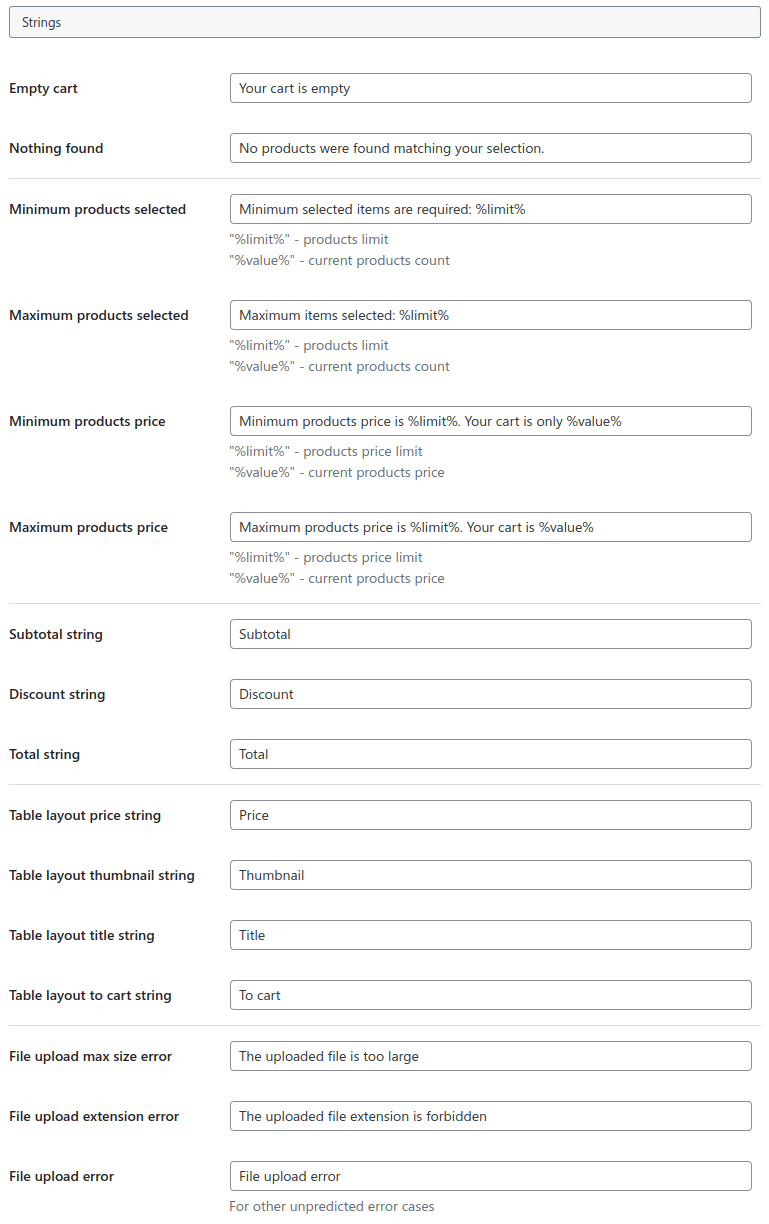 Strings
Empty cart
Your cart is empty
Nothing found
No products were found matching your selection.
Minimum products selected
Minimum selected items are required: %limit%
"%limit%" - products limit
"%value%" - current products count
Maximum products selected
Maximum items selected: %limit%
"%limit%" - products limit
"%value%" - current products count
Minimum products price
Minimum products price is %limit%. Your cart is only %value%
"%limit%" - products price limit
"%value%" - current products price
Maximum products price
Maximum products price is %limit%. Your cart is %value%
"%limit%" - products price limit
"%value%" - current products price
Subtotal string
Subtotal
Discount string
Discount
Total string
Total
Table layout price string
Price
Table layout thumbnail string
Thumbnail
Table layout title string
Title
Table layout to cart string
To cart
File upload max size error
The uploaded file is too large
File upload extension error
The uploaded file extension is forbidden
File upload error
File upload error
For other unpredicted error cases